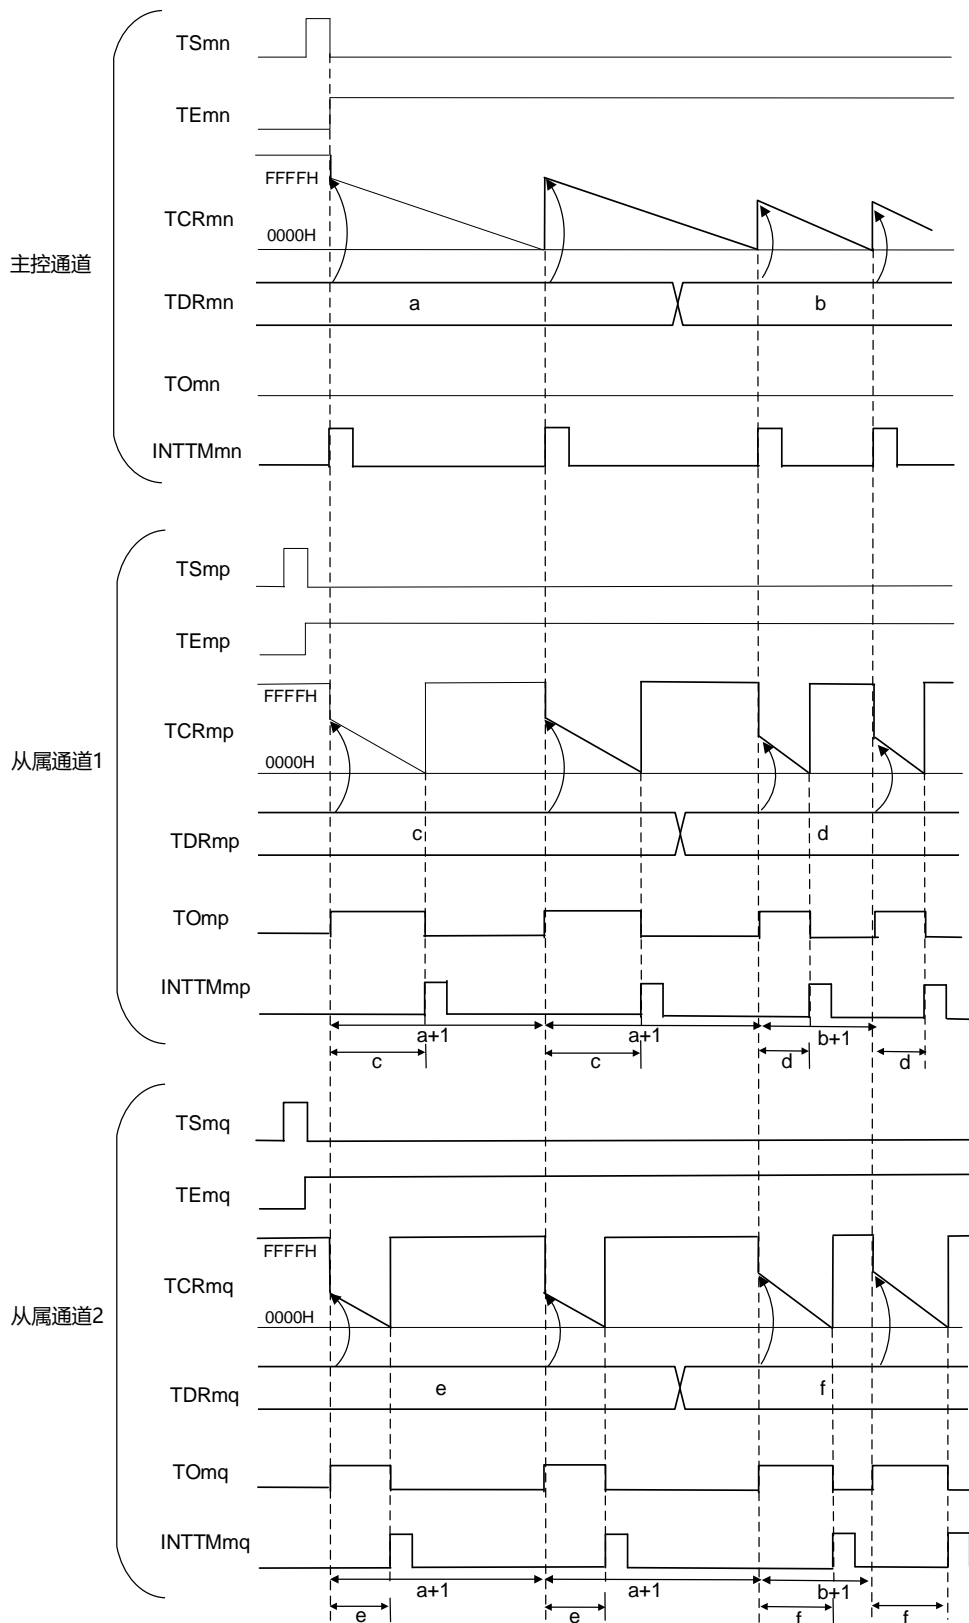 主控通道
TSmn
TEmn
TCRmn
FFFFH
0000H
TDRmn
a
b
TOmn
INTTMmn
从属通道1
TSmp
TEmp
TCRmp
FFFFH
0000H
TDRmp
c
d
TOmp
INTTMmp
a+1
a+1
b+1
c
c
d
d
从属通道2
TSmq
TEmq
TCRmq
FFFFH
0000H
TDRmq
e
f
TOmq
INTTMmq
a+1
a+1
b+1
e
e
f
f